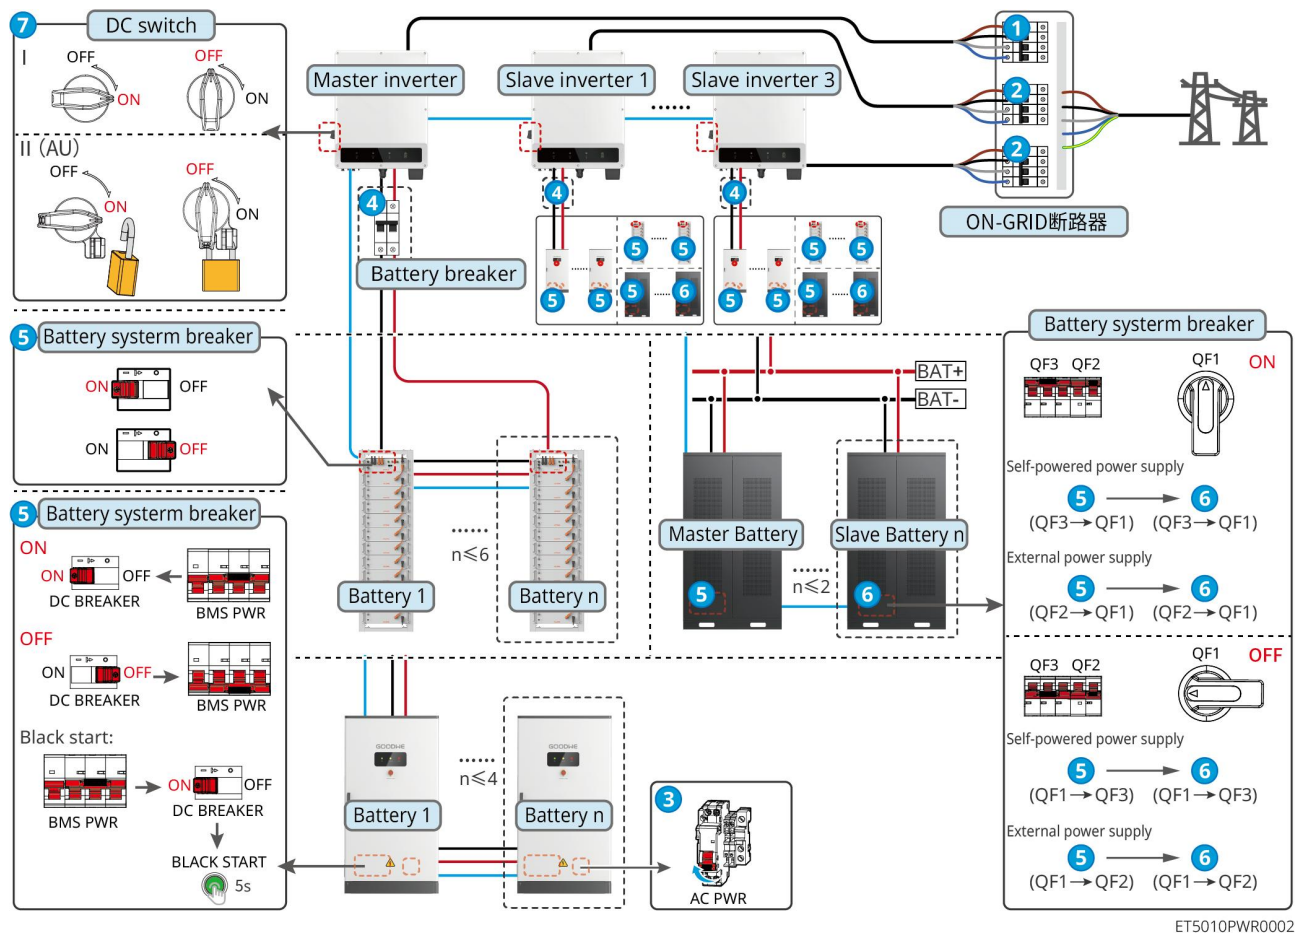 7
DC switch
I
OFF
ON
OFF
ON
II (AU)
OFF
ON
OFF
ON
Master inverter
Slave inverter 1
Slave inverter 3
......
1
2
2
ON-GRID断路器
4
Battery breaker
4
4
5
5
5
5
5
6
5
5
5
5
5
6
5
Battery systerm breaker
ON
OFF
ON
OFF
5
Battery systerm breaker
ON
ON
OFF
DC BREAKER
BMS PWR
OFF
ON
OFF
DC BREAKER
BMS PWR
Black start:
BMS PWR
ON
OFF
DC BREAKER
BLACK START
5s
......
n≤6
Battery 1
Battery n
BAT+
BAT-
Master Battery
Slave Battery n
......
n≤2
5
6
GOODWE
......
n≤4
GOODWE
Battery 1
Battery n
3
AC PWR
Battery systerm breaker
QF3 QF2
QF1
ON
Self-powered power supply
5
6
(QF3→QF1) (QF3→QF1)
External power supply
5
6
(QF2→QF1) (QF2→QF1)
QF3 QF2
QF1
OFF
Self-powered power supply
5
6
(QF1→QF3) (QF1→QF3)
External power supply
5
6
(QF1→QF2) (QF1→QF2)
ET5010PWR0002